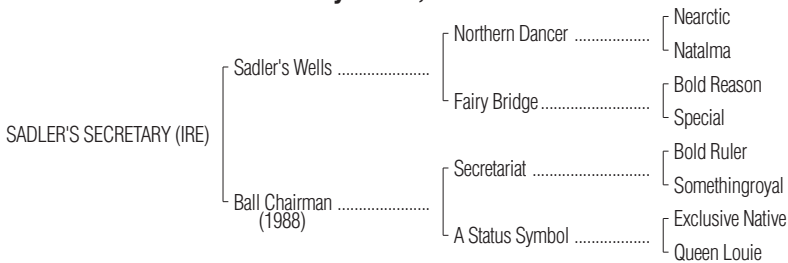 Nearctic
Northern Dancer ..................
Natalma
Sadler's Wells ......................
Bold Reason
Fairy Bridge..........................
Special
SADLER'S SECRETARY (IRE)
Bold Ruler
Secretariat ............................
Somethingroyal
Ball Chairman ......................
(1988)
Exclusive Native
A Status Symbol ..................
Queen Louie